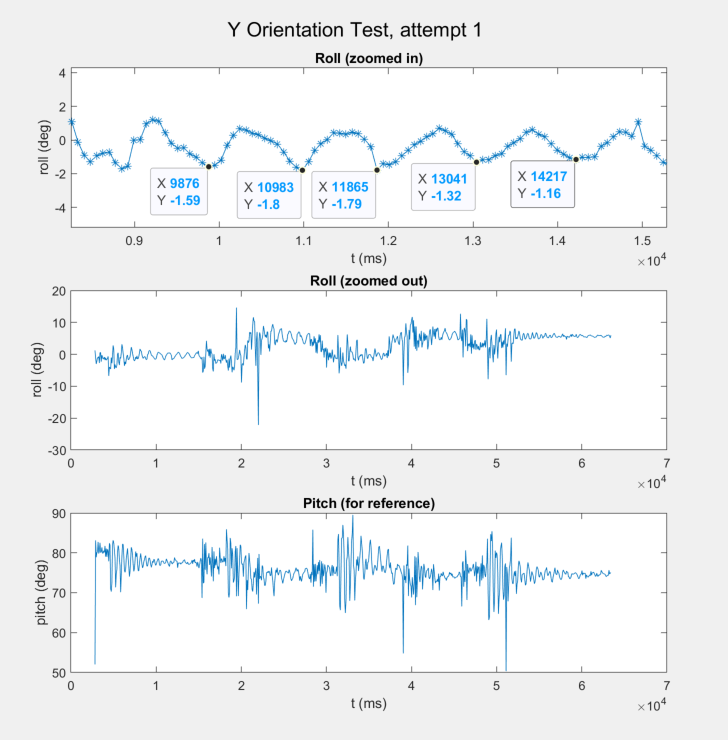 Y Orientation Test, attempt 1
Roll (zoomed in)
4
2
0
-2
-4
roll (deg)
X 9876
Y -1.59
X 10983
Y -1.8
X 11865
Y -1.79
X 13041
Y -1.32
X 14217
Y -1.16
0.9 1 1.1 1.2 1.3 1.4 1.5
t (ms)
×10^4
Roll (zoomed out)
20
10
0
-10
-20
-30
roll (deg)
0 1 2 3 4 5 6 7
t (ms)
×10^4
Pitch (for reference)
90
80
70
60
50
pitch (deg)
0 1 2 3 4 5 6 7
t (ms)
×10^4